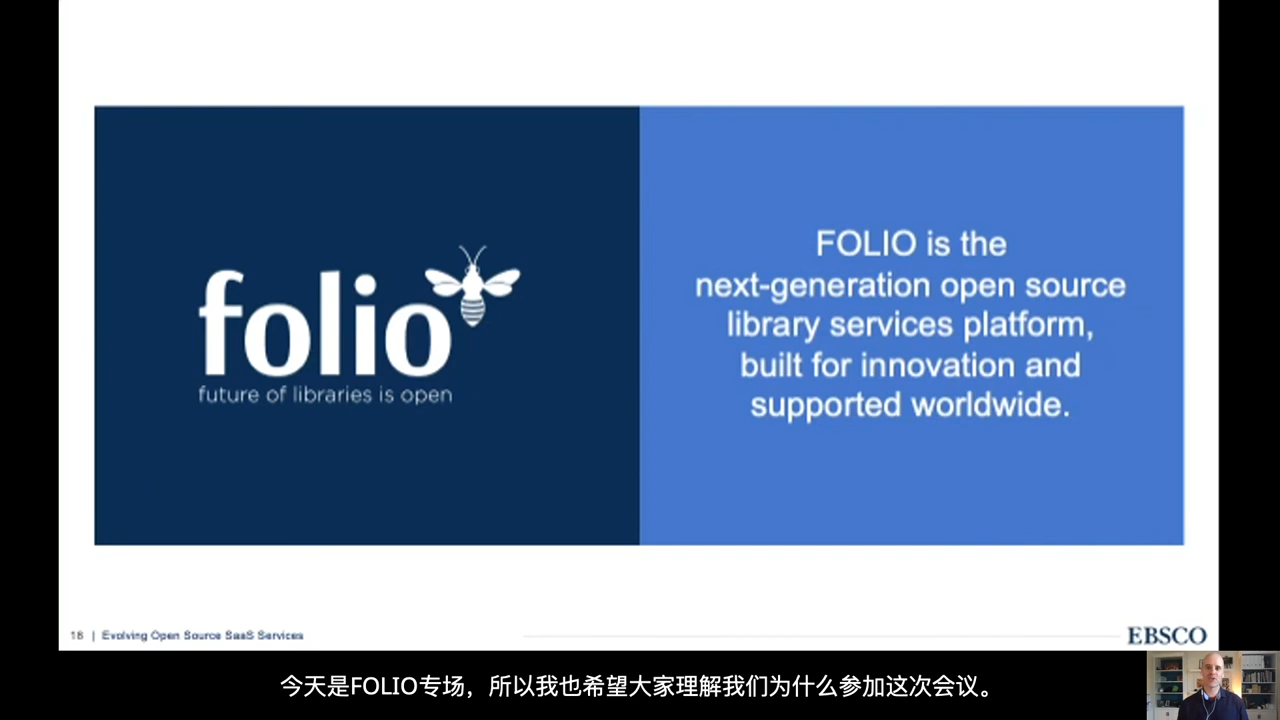 folio
future of libraries is open
FOLIO is the
next-generation open source
library services platform,
built for innovation and
supported worldwide.
18 | Evolving Open Source SaaS Services
EBSCO
今天是FOLIO专场，所以我也希望大家理解我们为什么参加这次会议。